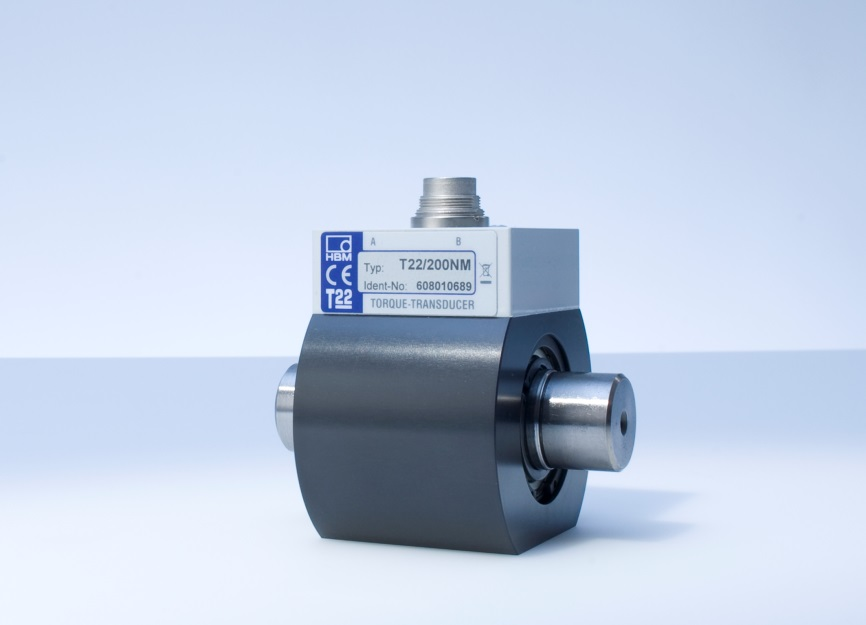 A B
HBM
Typ: T22/200NM
CE
Ident-No: 608010689
T22
TORQUE-TRANSDUCER